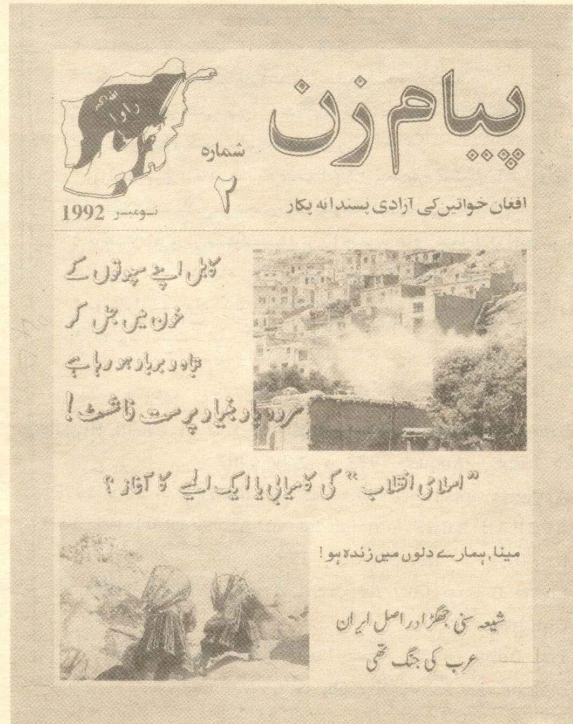 پیام زن
راوا
شماره
۲
نومبر 1992
افغان خواتین کی آزادی پسندانہ پکار
کابل اپنے سپوتوں کے
خون میں جل کر
تباہ و برباد ہو رہا ہے
مردہ باد بنیاد پرست فاشسٹ!
"اسلامی انقلاب" کی کامیابی یا ایک المیے کا آغاز ؟
مینا، ہمارے دلوں میں زندہ ہو!
شیعہ سنی جھگڑا دراصل ایران
عرب کی جنگ تھی